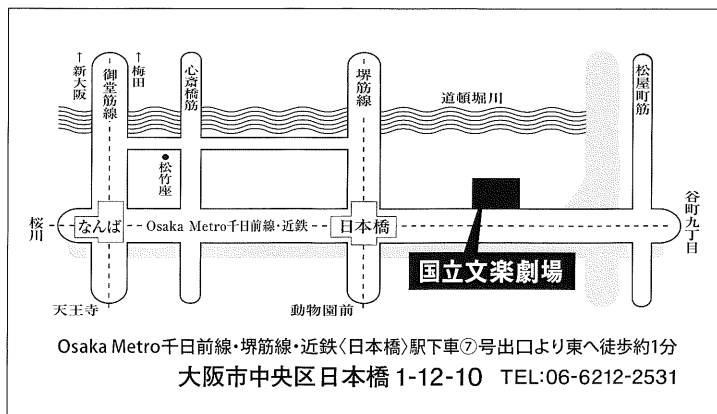 ↑新大阪
御堂筋線
↑梅田
心斎橋筋
堺筋線
道頓堀川
松屋町筋
松竹座
桜川
なんば
Osaka Metro千日前線・近鉄
日本橋
谷町九丁目
国立文楽劇場
天王寺
動物園前
Osaka Metro千日前線・堺筋線・近鉄〈日本橋〉駅下車⑦号出口より東へ徒歩約1分
大阪市中央区日本橋 1-12-10 TEL:06-6212-2531